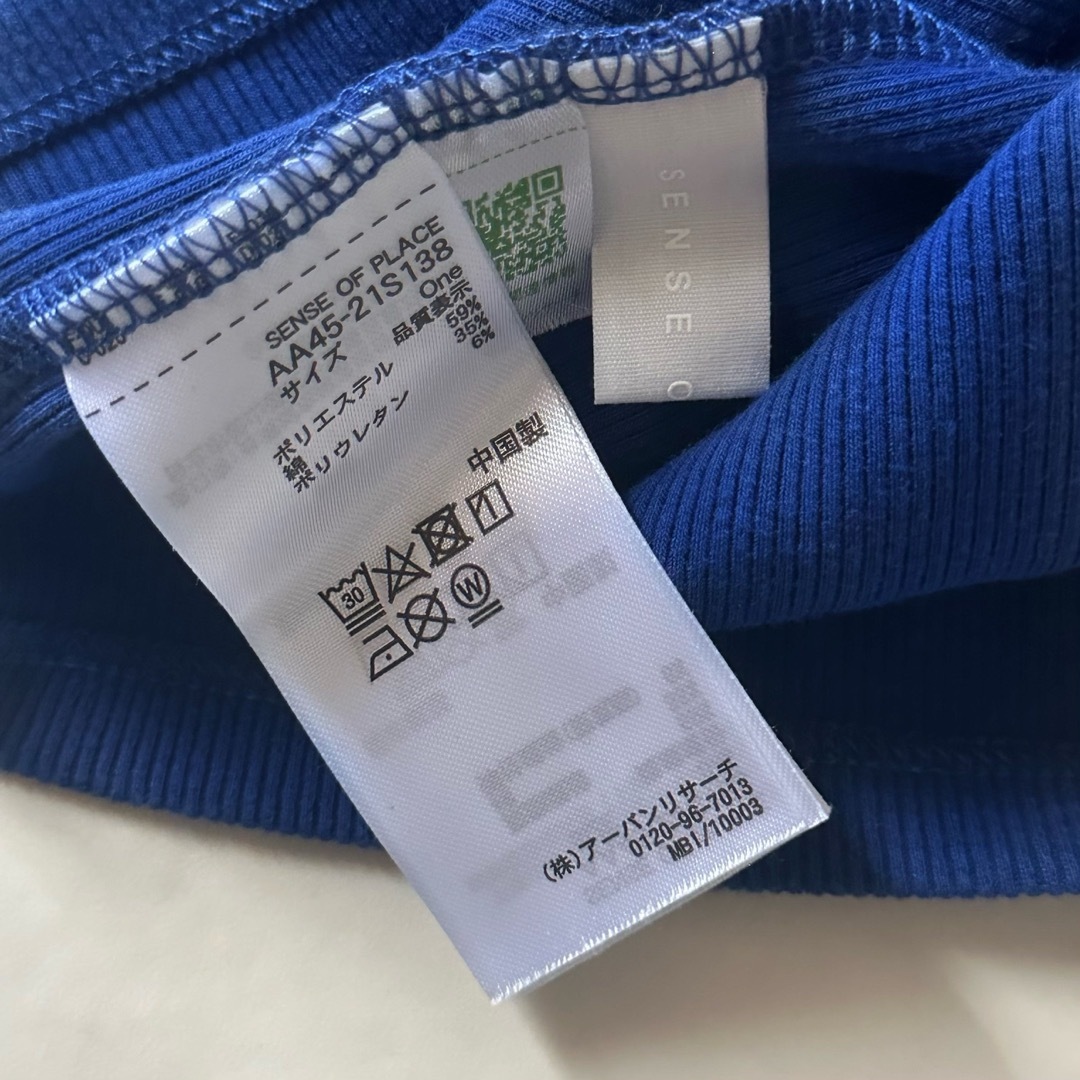 SENSE OF PLACE
AA45-21S138
サイズ One
品質表示
ポリエステル 59%
綿 35%
ポリウレタン 6%
中国製
30
W
(株)アーバンリサーチ
0120-96-7013
MB1/10003
SENSE O